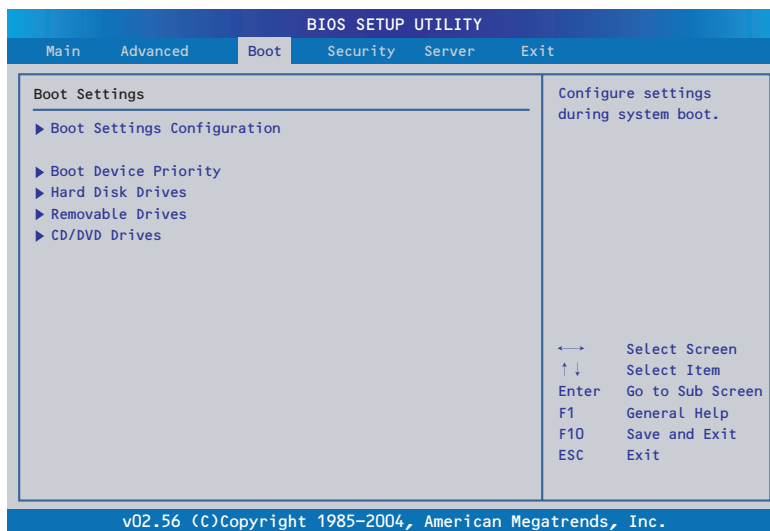 BIOS SETUP UTILITY
Main Advanced Boot Security Server Exit
Boot Settings
▶ Boot Settings Configuration
▶ Boot Device Priority
▶ Hard Disk Drives
▶ Removable Drives
▶ CD/DVD Drives
Configure settings
during system boot.
←→ Select Screen
↑↓ Select Item
Enter Go to Sub Screen
F1 General Help
F10 Save and Exit
ESC Exit
v02.56 (C)Copyright 1985-2004, American Megatrends, Inc.